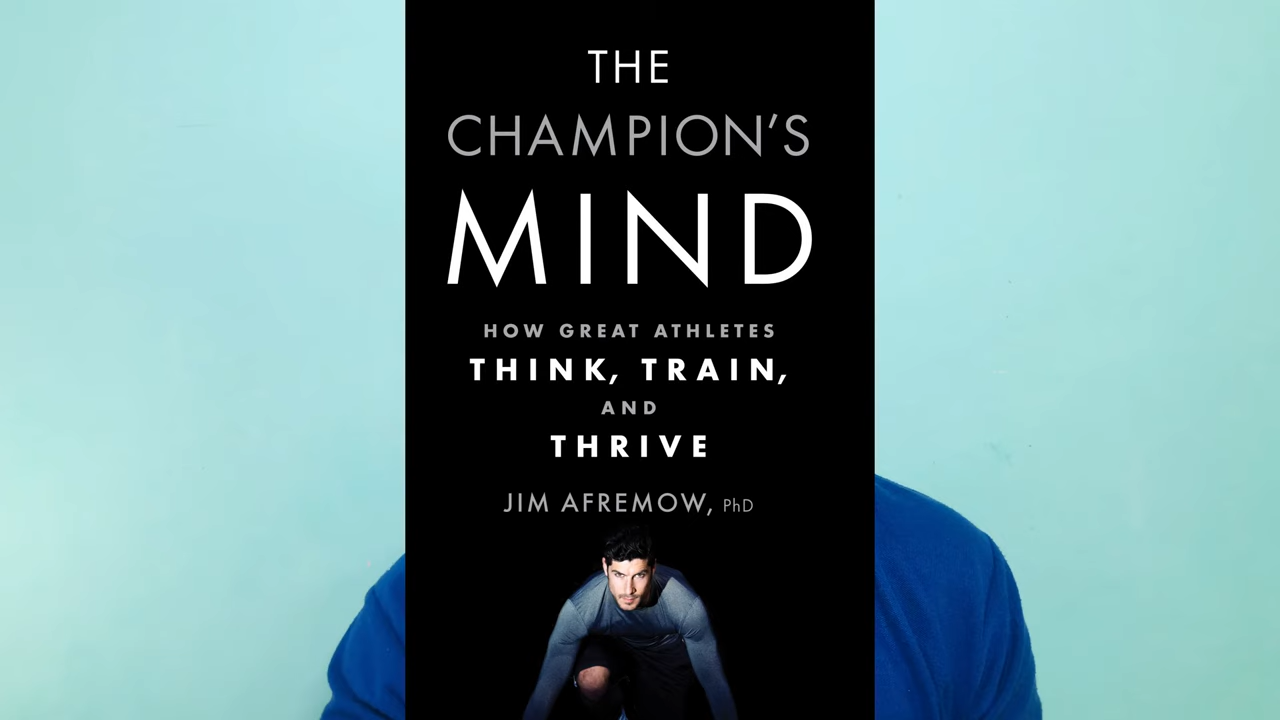 THE
CHAMPION'S
MIND
HOW GREAT ATHLETES
THINK, TRAIN,
AND
THRIVE
JIM AFREMOW, PhD